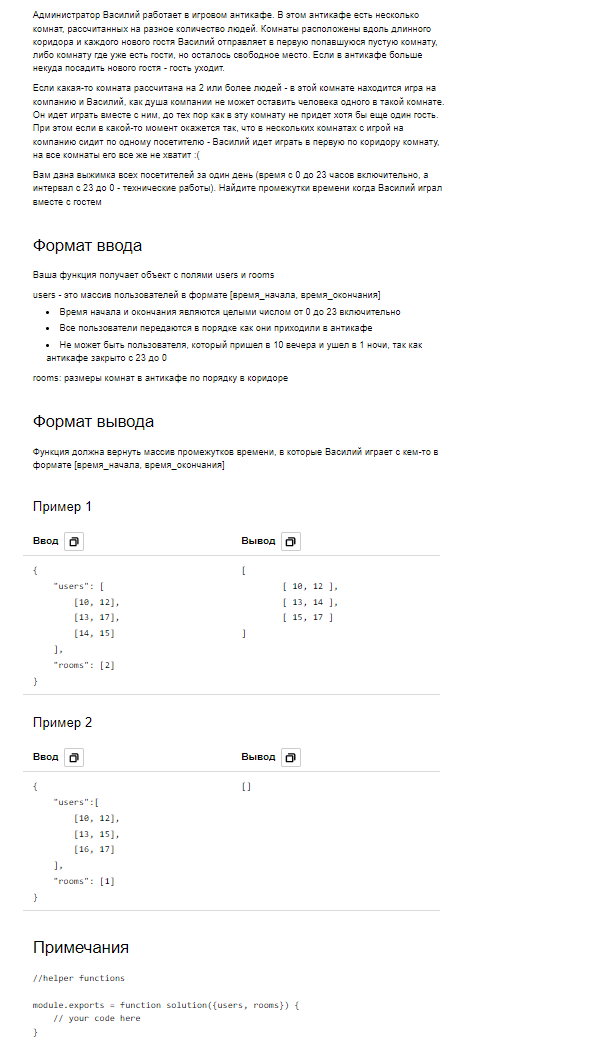 Администратор Василий работает в игровом антикафе. В этом антикафе есть несколько
комнат, рассчитанных на разное количество людей. Комнаты расположены вдоль длинного
коридора и каждого нового гостя Василий отправляет в первую попавшуюся пустую комнату,
либо комнату где уже есть гости, но осталось свободное место. Если в антикафе больше
некуда посадить нового гостя - гость уходит.
Если какая-то комната рассчитана на 2 или более людей - в этой комнате находится игра на
компанию и Василий, как душа компании не может оставить человека одного в такой комнате.
Он идет играть вместе с ним, до тех пор как в эту комнату не придет хотя бы еще один гость.
При этом если в какой-то момент окажется так, что в нескольких комнатах с игрой на
компанию сидит по одному посетителю - Василий идет играть в первую по коридору комнату,
на все комнаты его все же не хватит :(
Вам дана выжимка всех посетителей за один день (время с 0 до 23 часов включительно, а
интервал с 23 до 0 - технические работы). Найдите промежутки времени когда Василий играл
вместе с гостем
Формат ввода
Ваша функция получает объект с полями users и rooms
users - это массив пользователей в формате [время_начала, время_окончания]
• Время начала и окончания являются целыми числом от 0 до 23 включительно
• Все пользователи передаются в порядке как они приходили в антикафе
• Не может быть пользователя, который пришел в 10 вечера и ушел в 1 ночи, так как
антикафе закрыто с 23 до 0
rooms: размеры комнат в антикафе по порядку в коридоре
Формат вывода
Функция должна вернуть массив промежутков времени, в которые Василий играет с кем-то в
формате [время_начала, время_окончания]
Пример 1
Ввод
{
"users": [
[10, 12],
[13, 17],
[14, 15]
],
"rooms": [2]
}
Вывод
[
[ 10, 12 ],
[ 13, 14 ],
[ 15, 17 ]
]
Пример 2
Ввод
{
"users":[
[10, 12],
[13, 15],
[16, 17]
],
"rooms": [1]
}
Вывод
[]
Примечания
//helper functions
module.exports = function solution({users, rooms}) {
// your code here
}